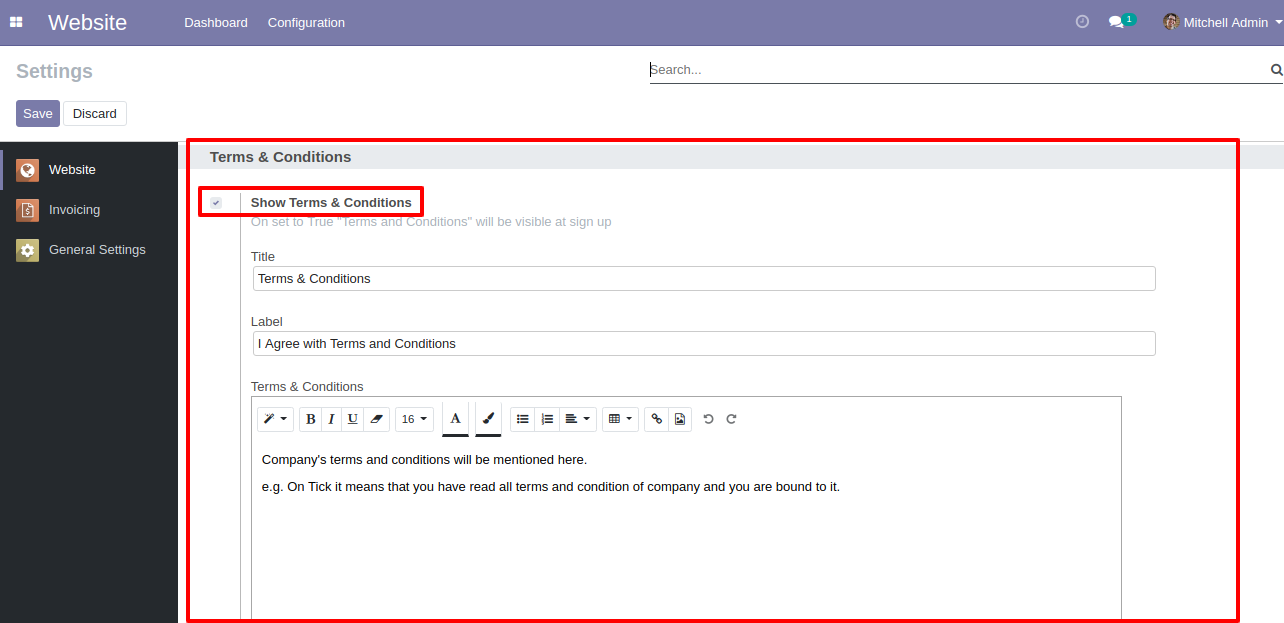 Website Dashboard Configuration 1 Mitchell Admin
Settings
Search...
Save Discard
Website
Invoicing
General Settings
Terms & Conditions
Show Terms & Conditions
On set to True "Terms and Conditions" will be visible at sign up
Title
Terms & Conditions
Label
I Agree with Terms and Conditions
Terms & Conditions
B I U 16 A
Company's terms and conditions will be mentioned here.
e.g. On Tick it means that you have read all terms and condition of company and you are bound to it.